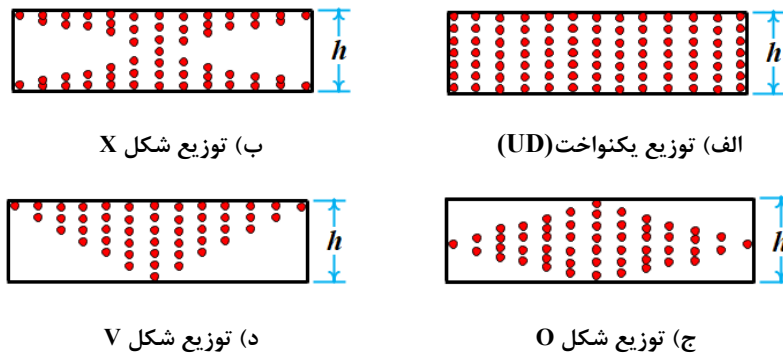 h
h
الف) توزیع یکنواخت(UD)
ب) توزیع شکل X
h
h
ج) توزیع شکل O
د) توزیع شکل V